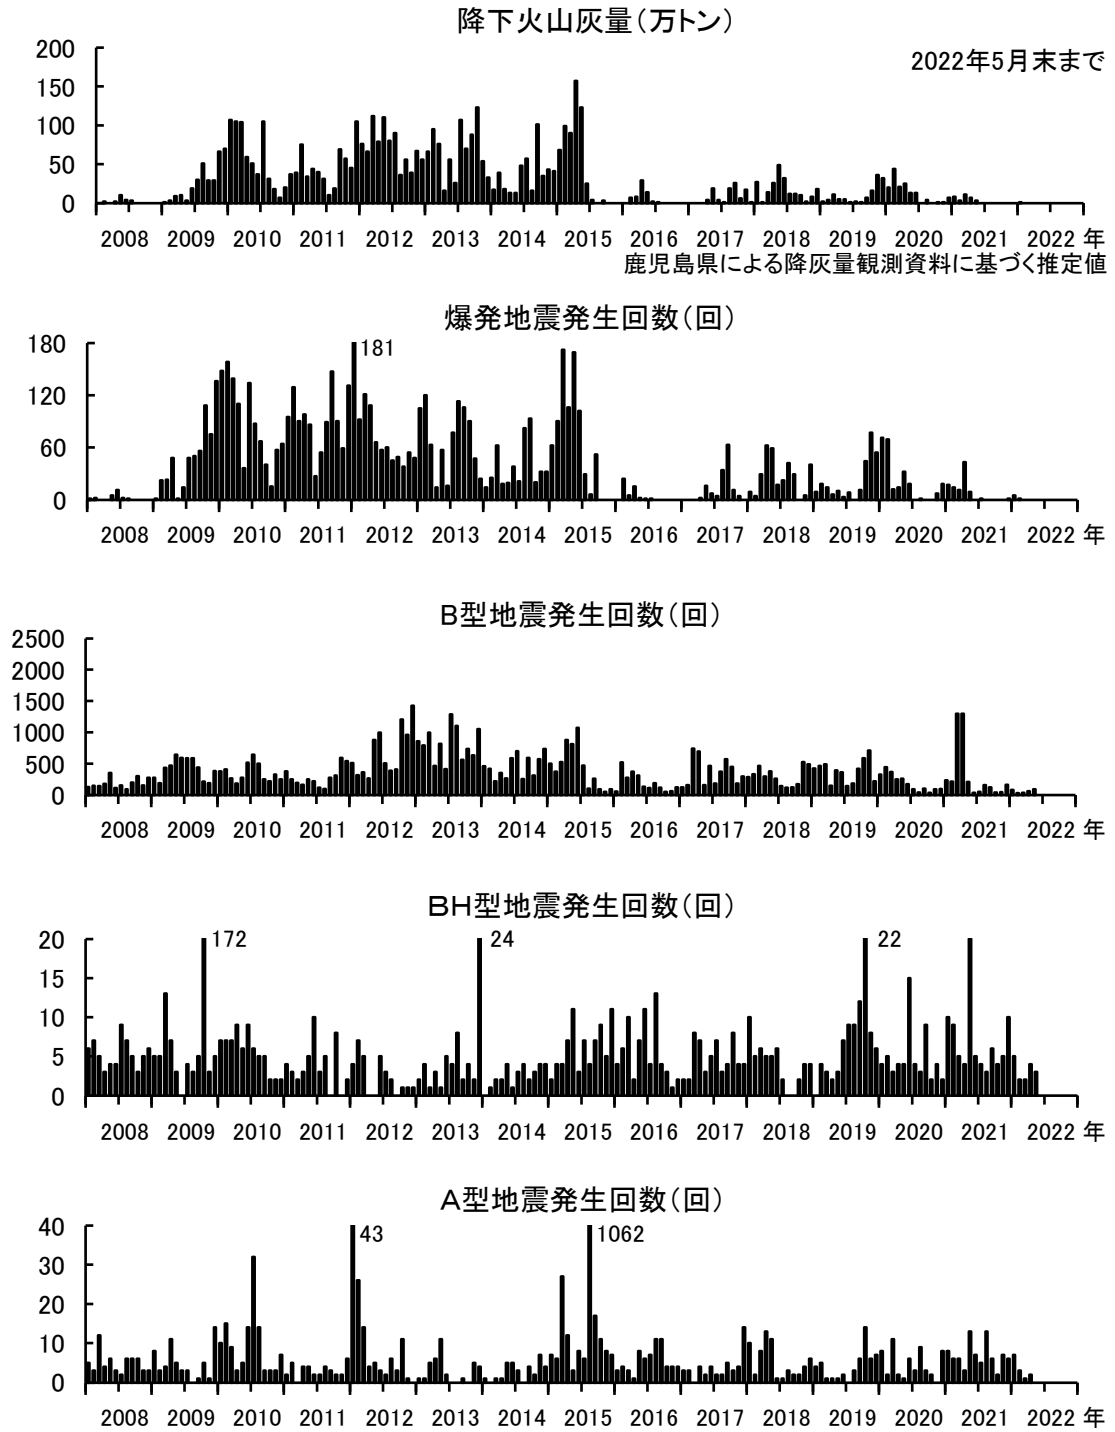 降下火山灰量(万トン)
2022年5月末まで
200
150
100
50
0
2008 2009 2010 2011 2012 2013 2014 2015 2016 2017 2018 2019 2020 2021 2022 年
鹿児島県による降灰量観測資料に基づく推定値
爆発地震発生回数(回)
180
181
120
60
0
2008 2009 2010 2011 2012 2013 2014 2015 2016 2017 2018 2019 2020 2021 2022 年
B型地震発生回数(回)
2500
2000
1500
1000
500
0
2008 2009 2010 2011 2012 2013 2014 2015 2016 2017 2018 2019 2020 2021 2022 年
BH型地震発生回数(回)
20
172 24 22
15
10
5
0
2008 2009 2010 2011 2012 2013 2014 2015 2016 2017 2018 2019 2020 2021 2022 年
A型地震発生回数(回)
40
43 1062
30
20
10
0
2008 2009 2010 2011 2012 2013 2014 2015 2016 2017 2018 2019 2020 2021 2022 年